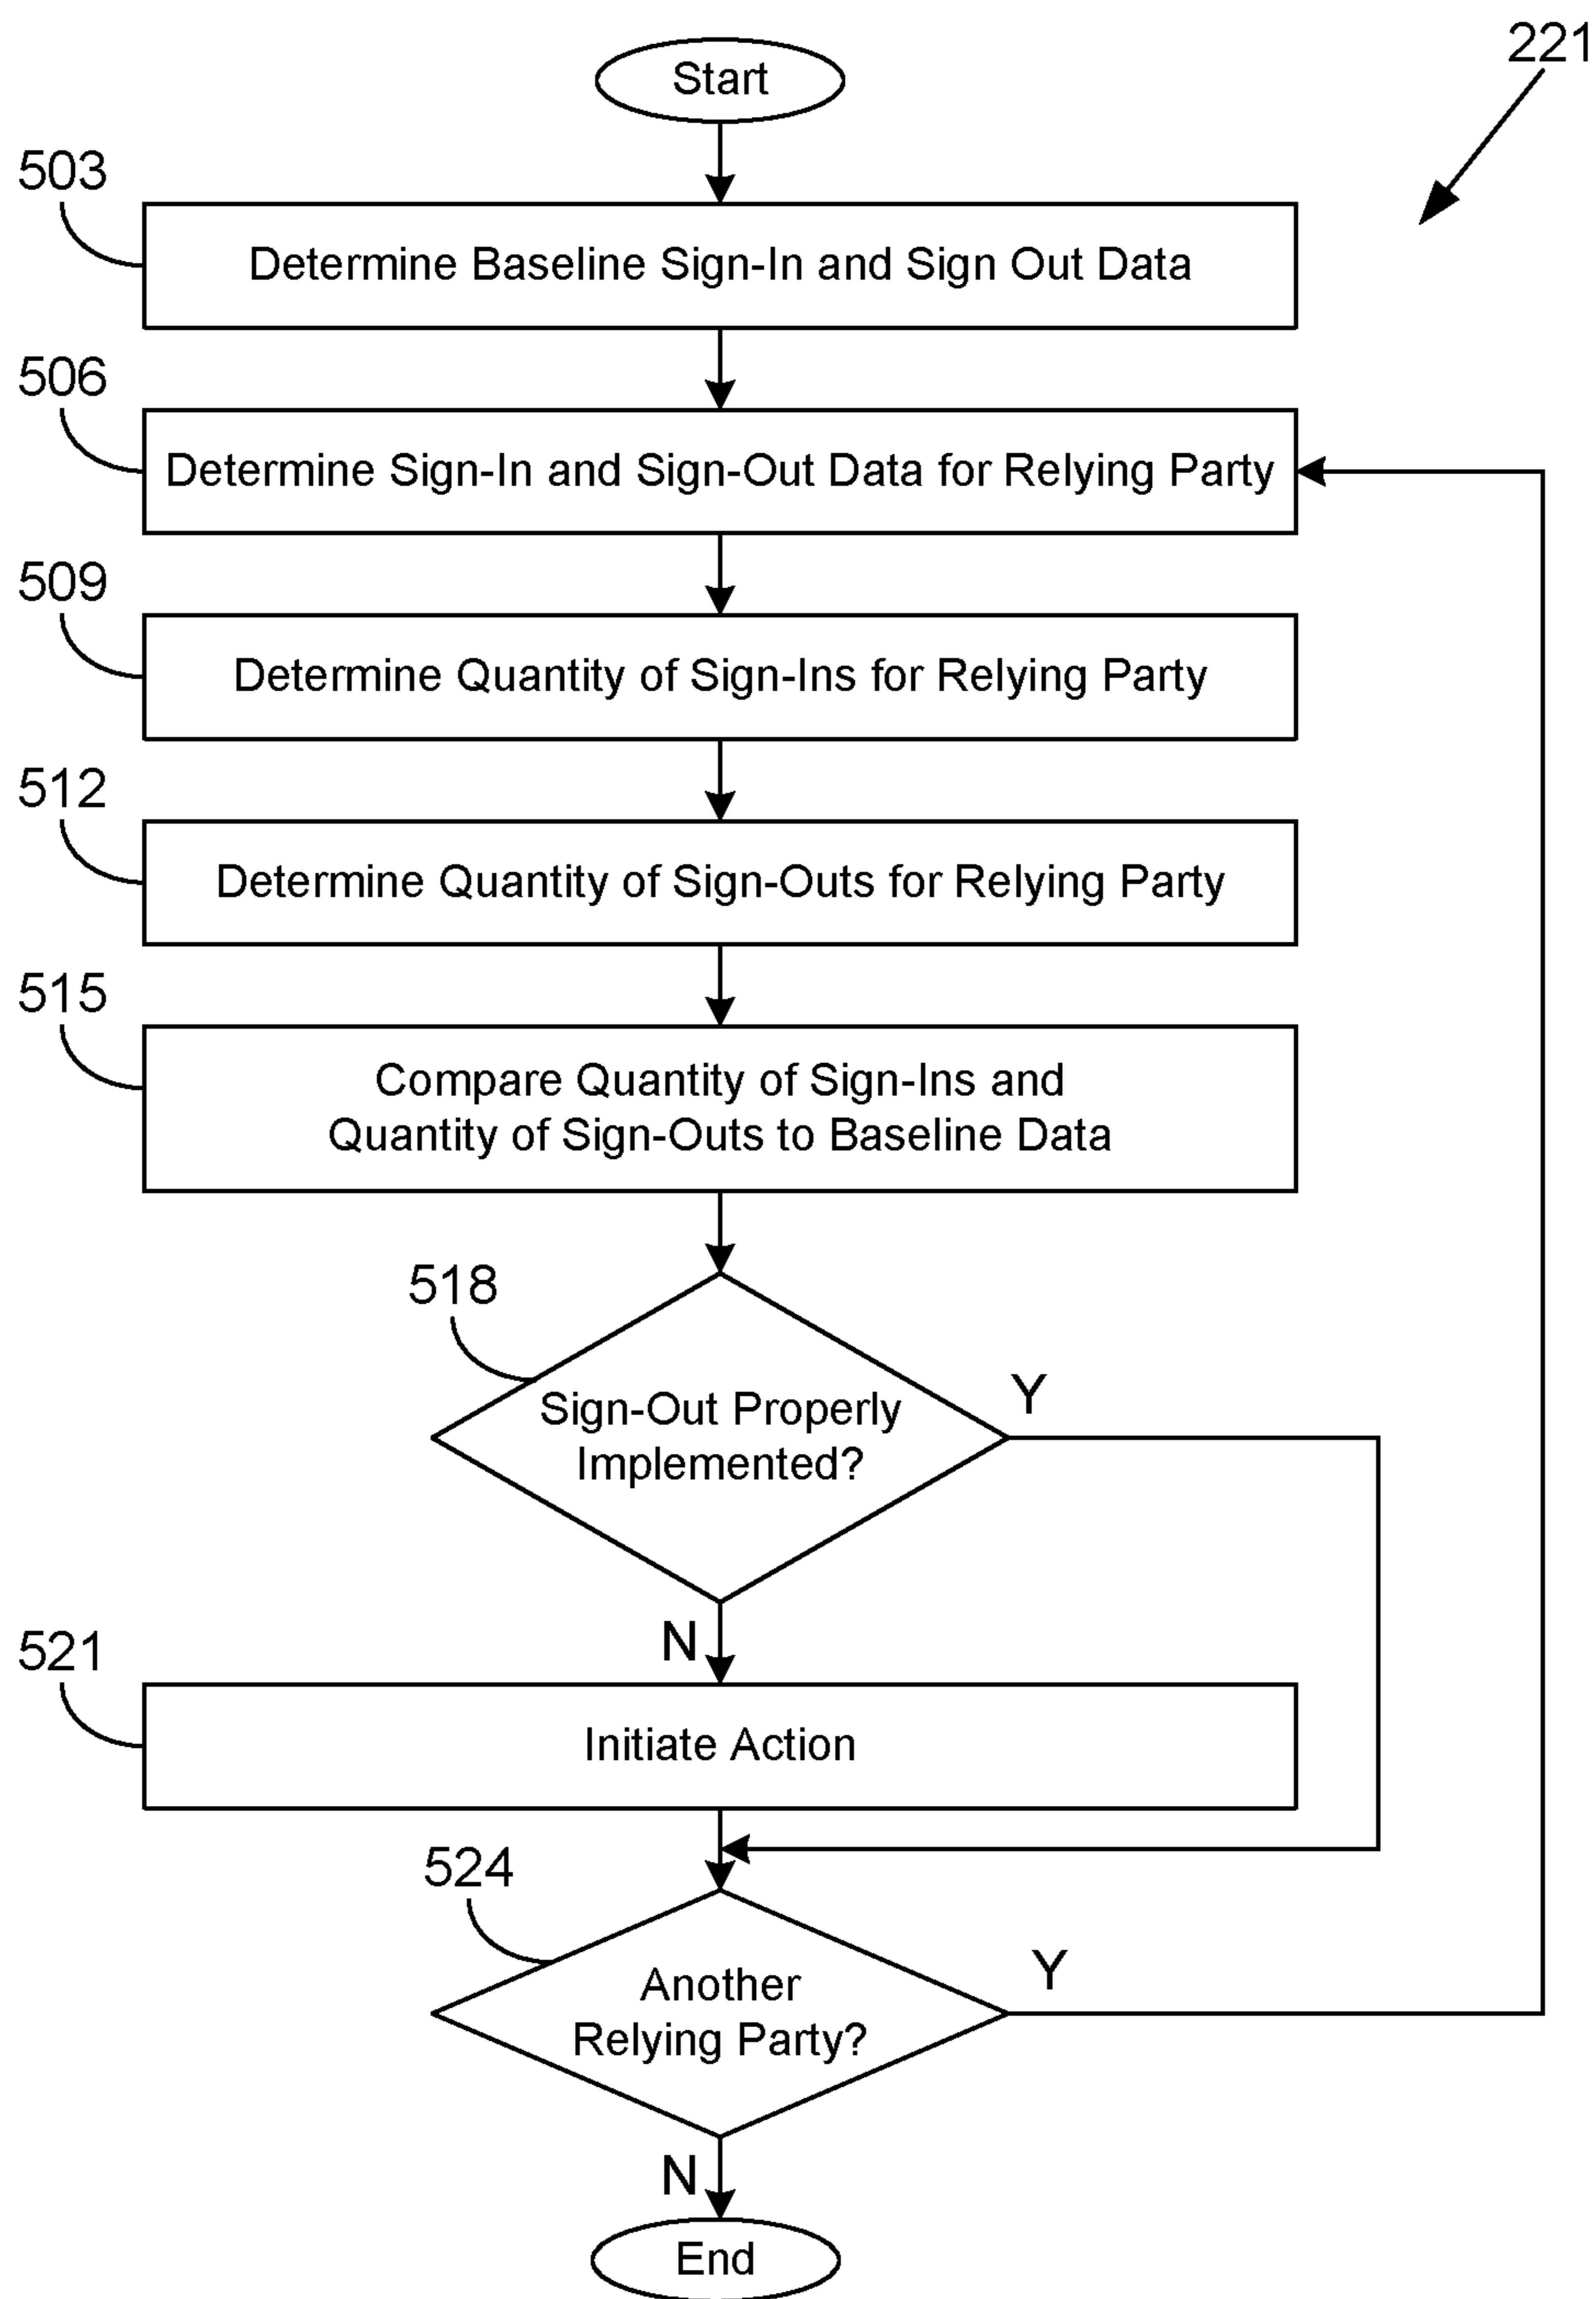 221
Start
503
Determine Baseline Sign-In and Sign Out Data
506
Determine Sign-In and Sign-Out Data for Relying Party
509
Determine Quantity of Sign-Ins for Relying Party
512
Determine Quantity of Sign-Outs for Relying Party
515
Compare Quantity of Sign-Ins and
Quantity of Sign-Outs to Baseline Data
518
Sign-Out Properly
Implemented?
Y
N
521
Initiate Action
524
Another
Relying Party?
Y
N
End